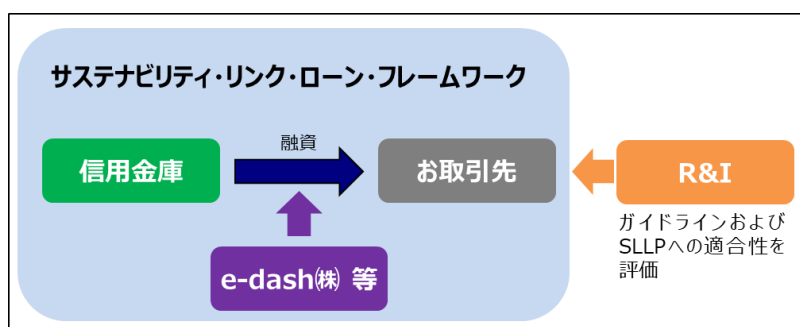 サステナビリティ・リンク・ローン・フレームワーク
融資
信用金庫
お取引先
R&I
ガイドラインおよび
SLLPへの適合性を
評価
e-dash㈱ 等